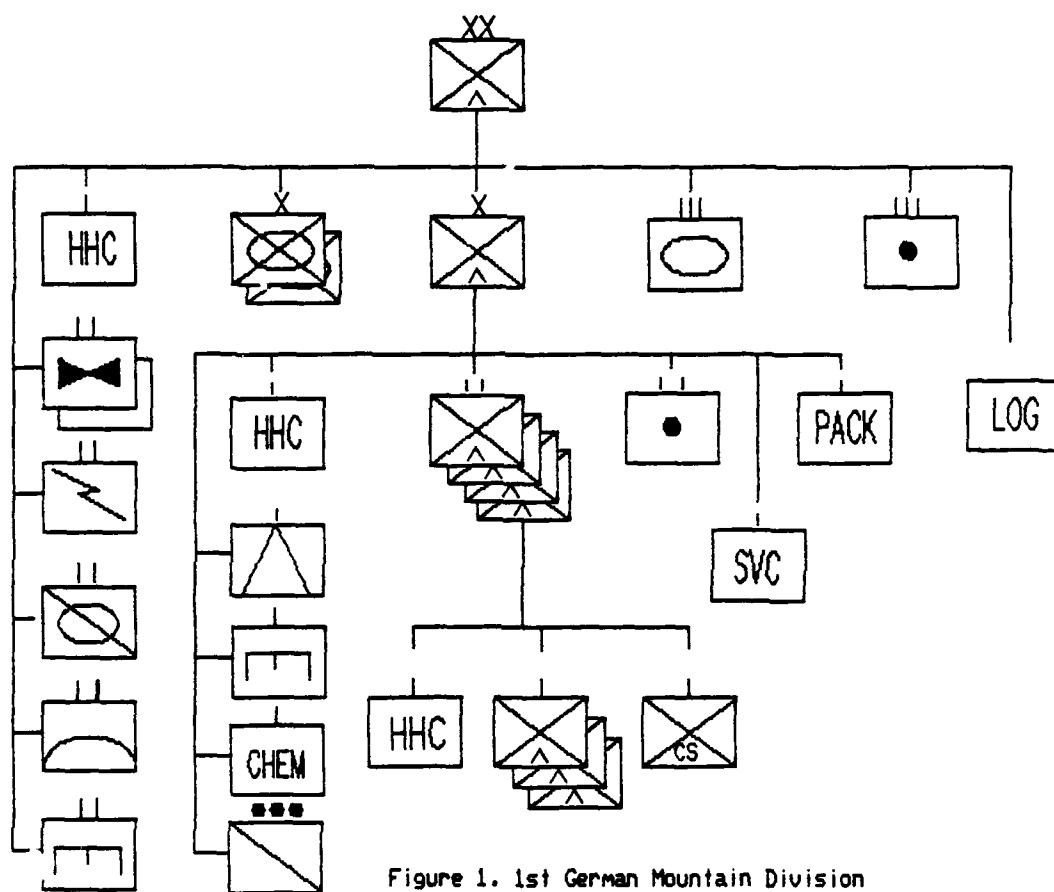 XX
X
X
III
III
HHC
II
HHC
II
II
PACK
LOG
II
SVC
II
II
HHC
CS
CHEM
II
Figure 1. 1st German Mountain Division